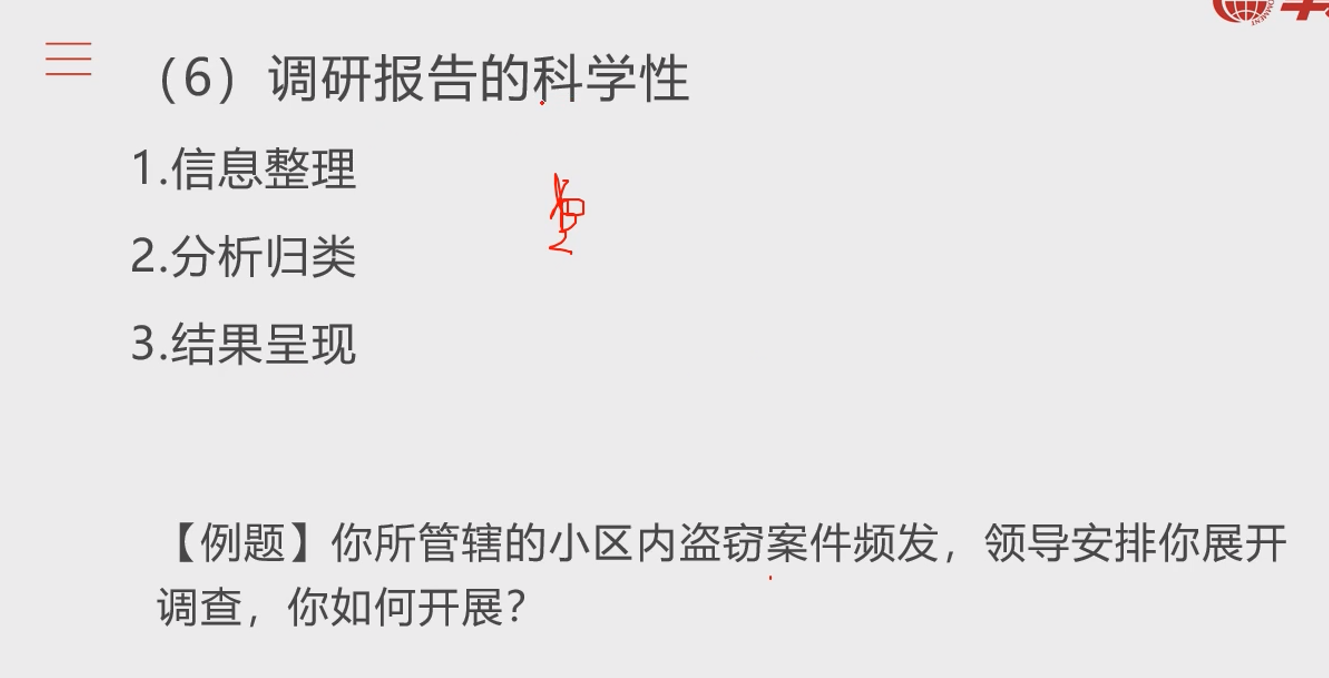 （6）调研报告的科学性
1.信息整理
2.分析归类
3.结果呈现
【例题】你所管辖的小区内盗窃案件频发，领导安排你展开
调查，你如何开展？